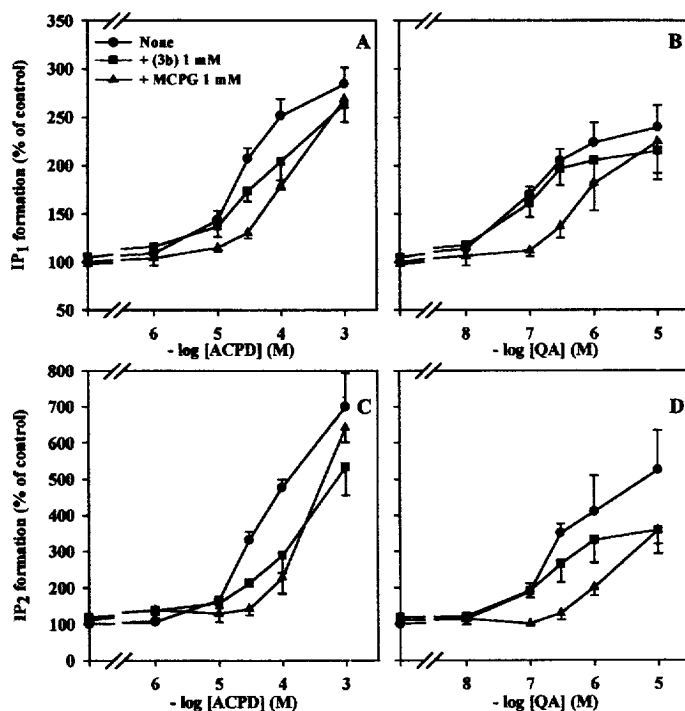 None
+ (3b) 1 mM
+ MCPG 1 mM
A
B
IP1 formation (% of control)
350
300
250
200
150
100
50
6 5 4 3
- log [ACPD] (M)
8 7 6 5
- log [QA] (M)
C
D
IP2 formation (% of control)
800
700
600
500
400
300
200
100
0
6 5 4 3
- log [ACPD] (M)
8 7 6 5
- log [QA] (M)